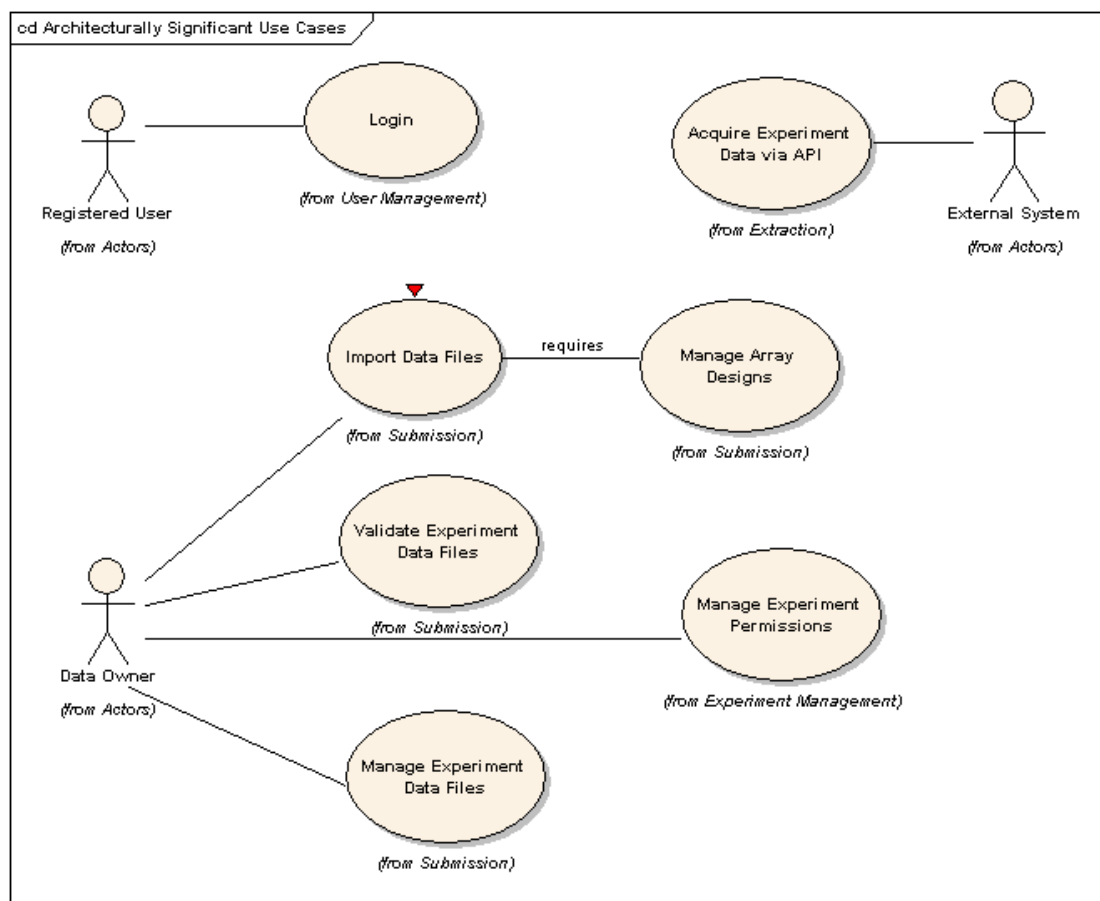 cd Architecturally Significant Use Cases
Login
(from User Management)
Registered User
(from Actors)
Acquire Experiment
Data via API
(from Extraction)
External System
(from Actors)
Import Data Files
(from Submission)
requires
Manage Array
Designs
(from Submission)
Validate Experiment
Data Files
(from Submission)
Data Owner
(from Actors)
Manage Experiment
Permissions
(from Experiment Management)
Manage Experiment
Data Files
(from Submission)